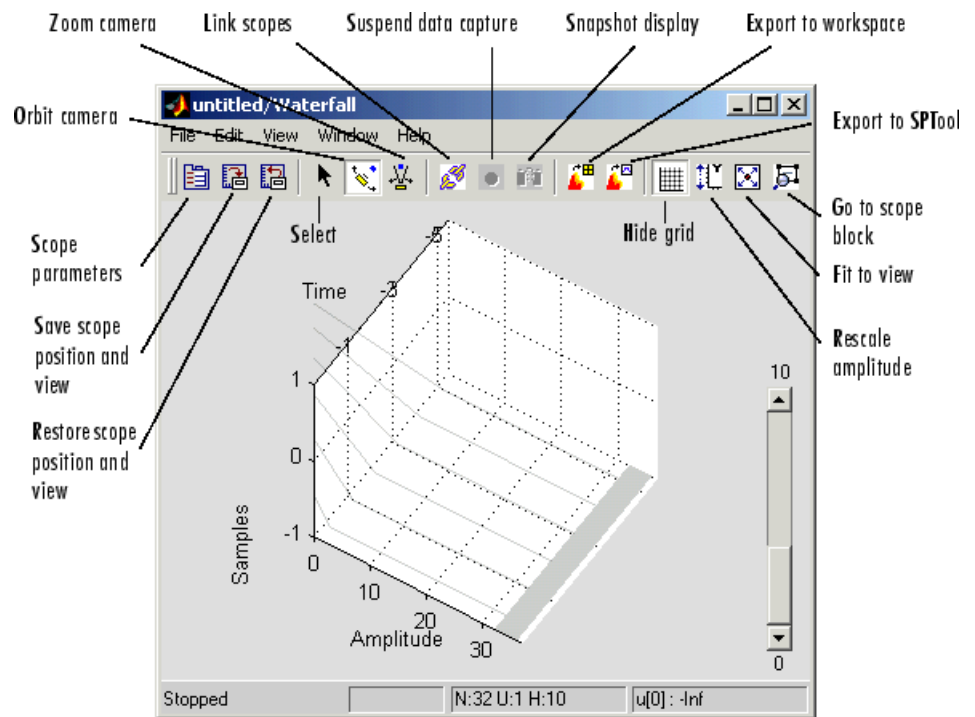 Zoom camera
Link scopes
Suspend data capture
Snapshot display
Export to workspace
Orbit camera
untitled/Waterfall
Export to SPTool
File Edit View Window Help
Select
Hide grid
Go to scope
block
Scope
parameters
Fit to view
Save scope
position and
view
Rescale
amplitude
Restore scope
position and
view
-5
Time
-3
-1
1
0
-1
Samples
0
10
20
30
Amplitude
10
0
Stopped
N:32 U:1 H:10
u[0] : -Inf